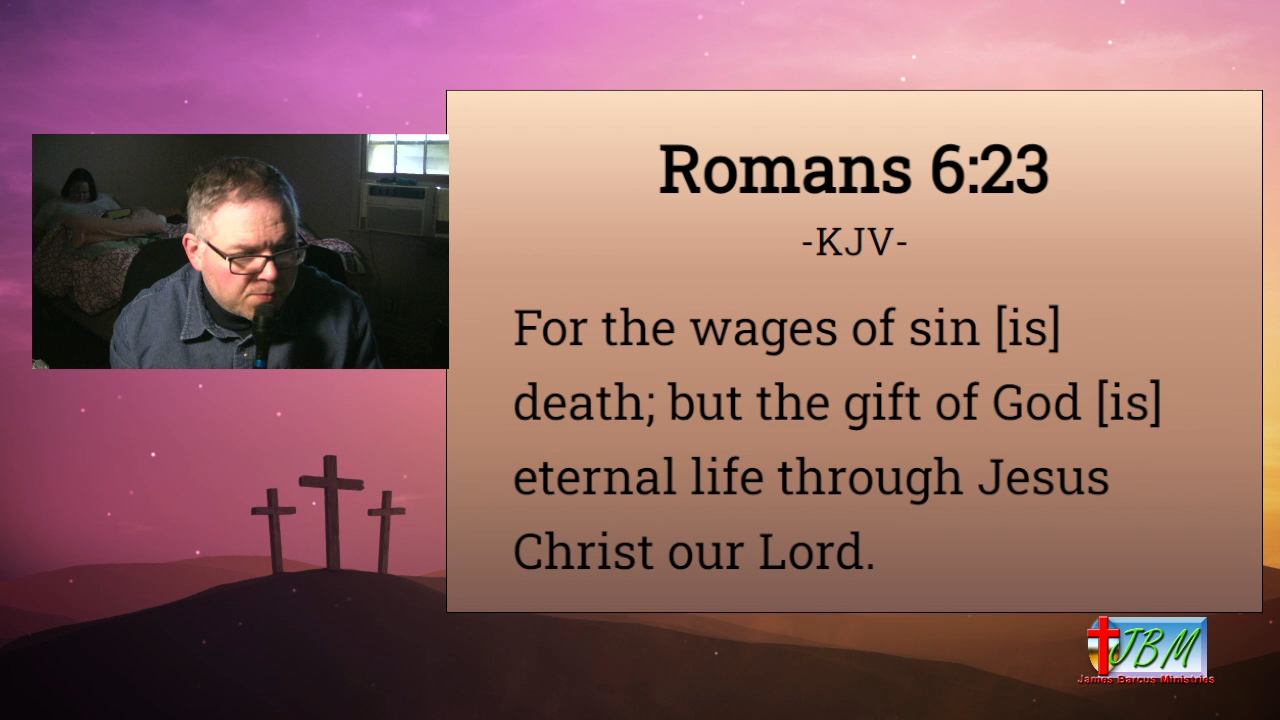 Romans 6:23
-KJV-
For the wages of sin [is]
death; but the gift of God [is]
eternal life through Jesus
Christ our Lord.
JBM
James Barcus Ministries